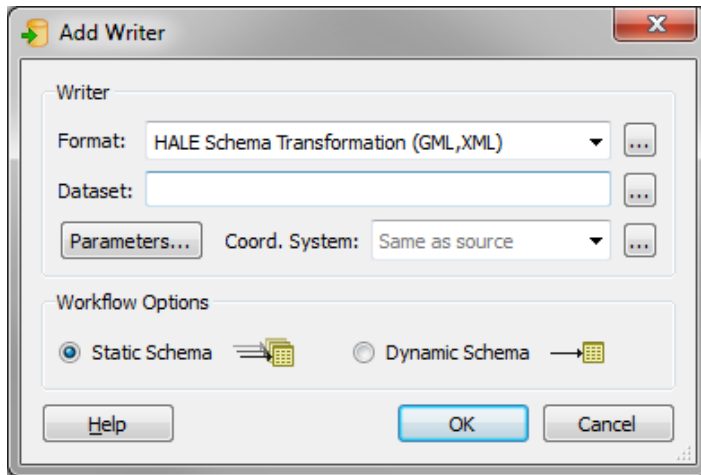 Add Writer
Writer
Format: HALE Schema Transformation (GML,XML) ...
Dataset: ...
Parameters... Coord. System: Same as source ...
Workflow Options
Static Schema Dynamic Schema
Help OK Cancel